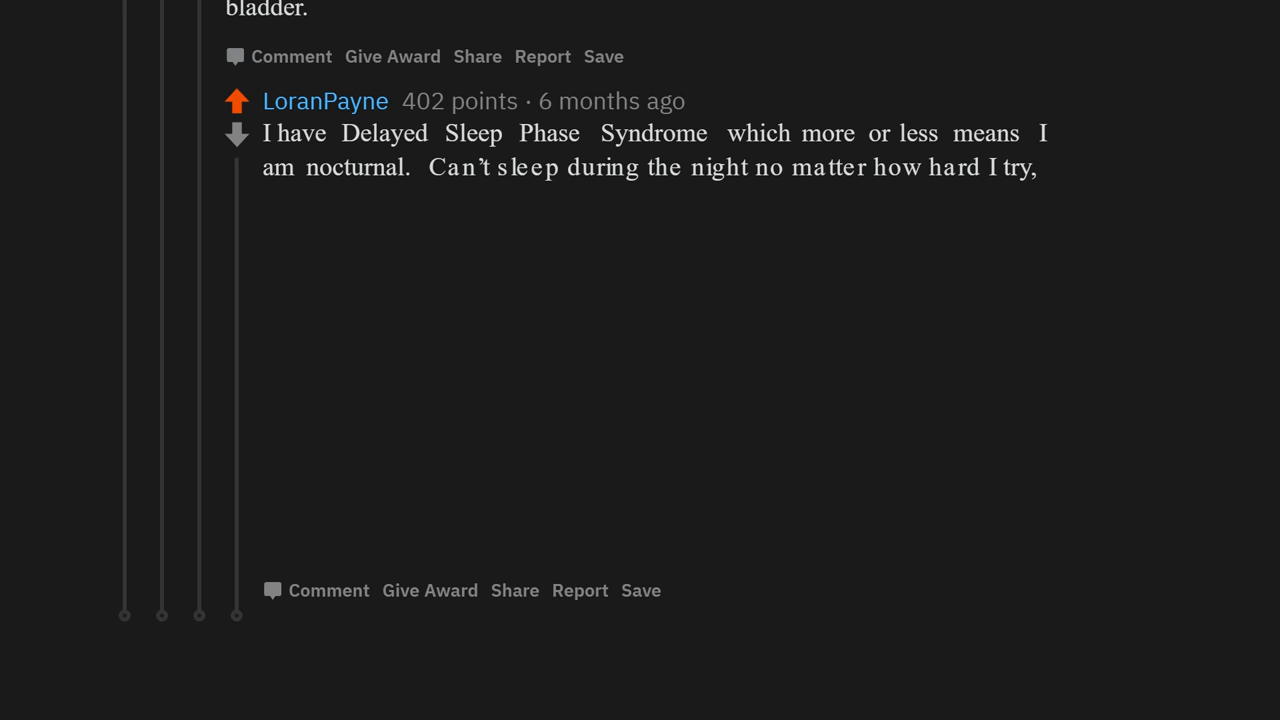 bladder.
Comment Give Award Share Report Save
LoranPayne 402 points · 6 months ago
I have Delayed Sleep Phase Syndrome which more or less means I
am nocturnal. Can’t sleep during the night no matter how hard I try,
Comment Give Award Share Report Save